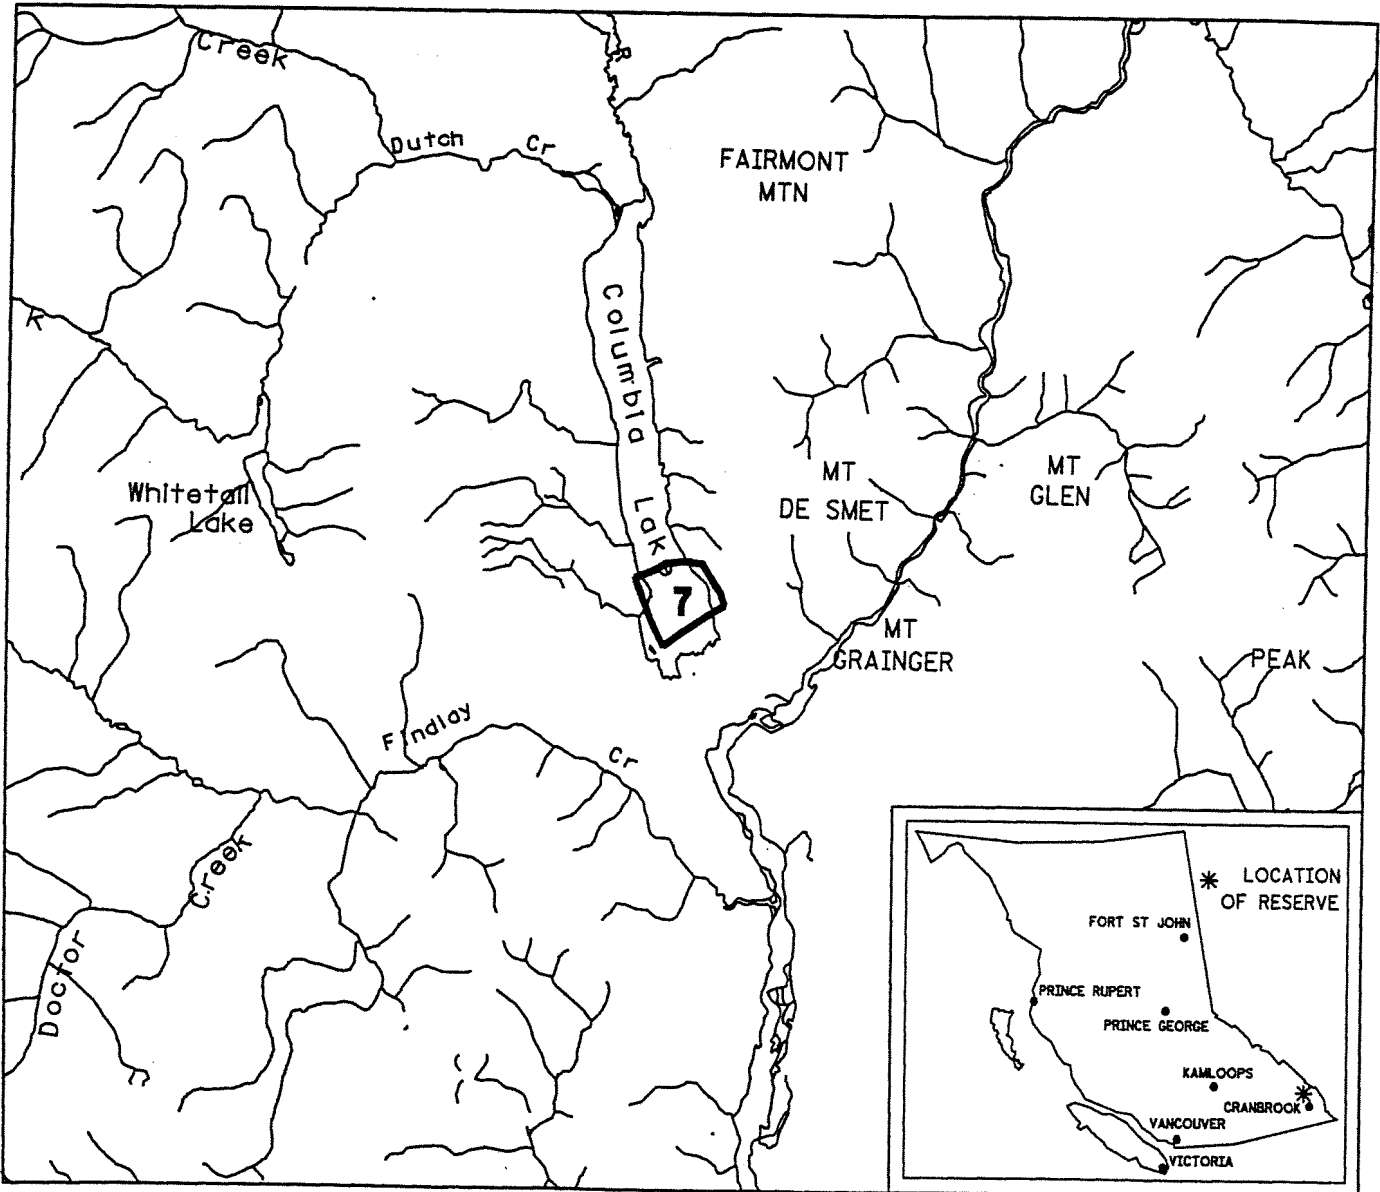 Creek
Dutch Cr
FAIRMONT
MTN
K
Columbia Lak
Whitetail
Lake
MT
DE SMET
MT
GLEN
7
MT
GRAINGER
PEAK
Findlay Cr
Creek
Doctor
LOCATION
OF RESERVE
FORT ST JOHN
PRINCE RUPERT
PRINCE GEORGE
KAMLOOPS
CRANBROOK
VANCOUVER
VICTORIA